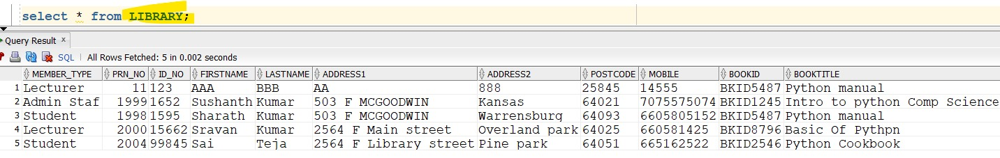 select * from LIBRARY;
Query Result x
SQL | All Rows Fetched: 5 in 0.002 seconds
MEMBER_TYPE PRN_NO ID_NO FIRSTNAME LASTNAME ADDRESS1 ADDRESS2 POSTCODE MOBILE BOOKID BOOKTITLE
1 Lecturer 11 123 AAA BBB AA 888 25845 14555 BKID5487 Python manual
2 Admin Staf 1999 1652 Sushanth Kumar 503 F MCGOODWIN Kansas 64021 7075575074 BKID1245 Intro to python Comp Science
3 Student 1998 1595 Sharath Kumar 503 F MCGOODWIN Warrensburg 64093 6605805152 BKID5487 Python manual
4 Lecturer 2000 15662 Sravan Kumar 2564 F Main street Overland park 64025 660581425 BKID8796 Basic Of Pythpn
5 Student 2004 99845 Sai Teja 2564 F Library street Pine park 64051 665162522 BKID2546 Python Cookbook